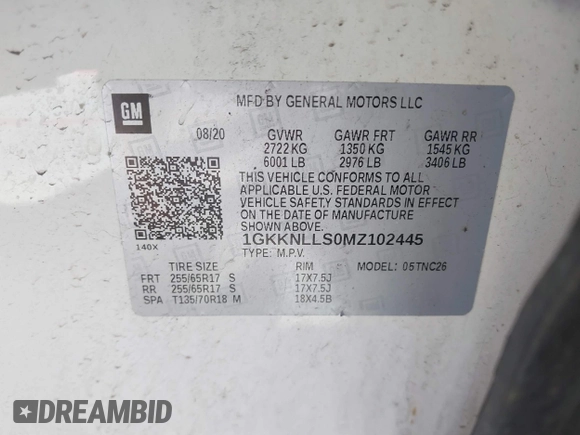 GM
MFD BY GENERAL MOTORS LLC
08/20 GVWR GAWR FRT GAWR RR
2722 KG 1350 KG 1545 KG
6001 LB 2976 LB 3406 LB
THIS VEHICLE CONFORMS TO ALL
APPLICABLE U.S. FEDERAL MOTOR
VEHICLE SAFETY STANDARDS IN EFFECT
ON THE DATE OF MANUFACTURE
SHOWN ABOVE.
140X 1GKKNLLS0MZ102445
TYPE: M.P.V.
TIRE SIZE RIM MODEL: 05TNC26
FRT 255/65R17 S 17X7.5J
RR 255/65R17 S 17X7.5J
SPA T135/70R18 M 18X4.5B
DREAMBID